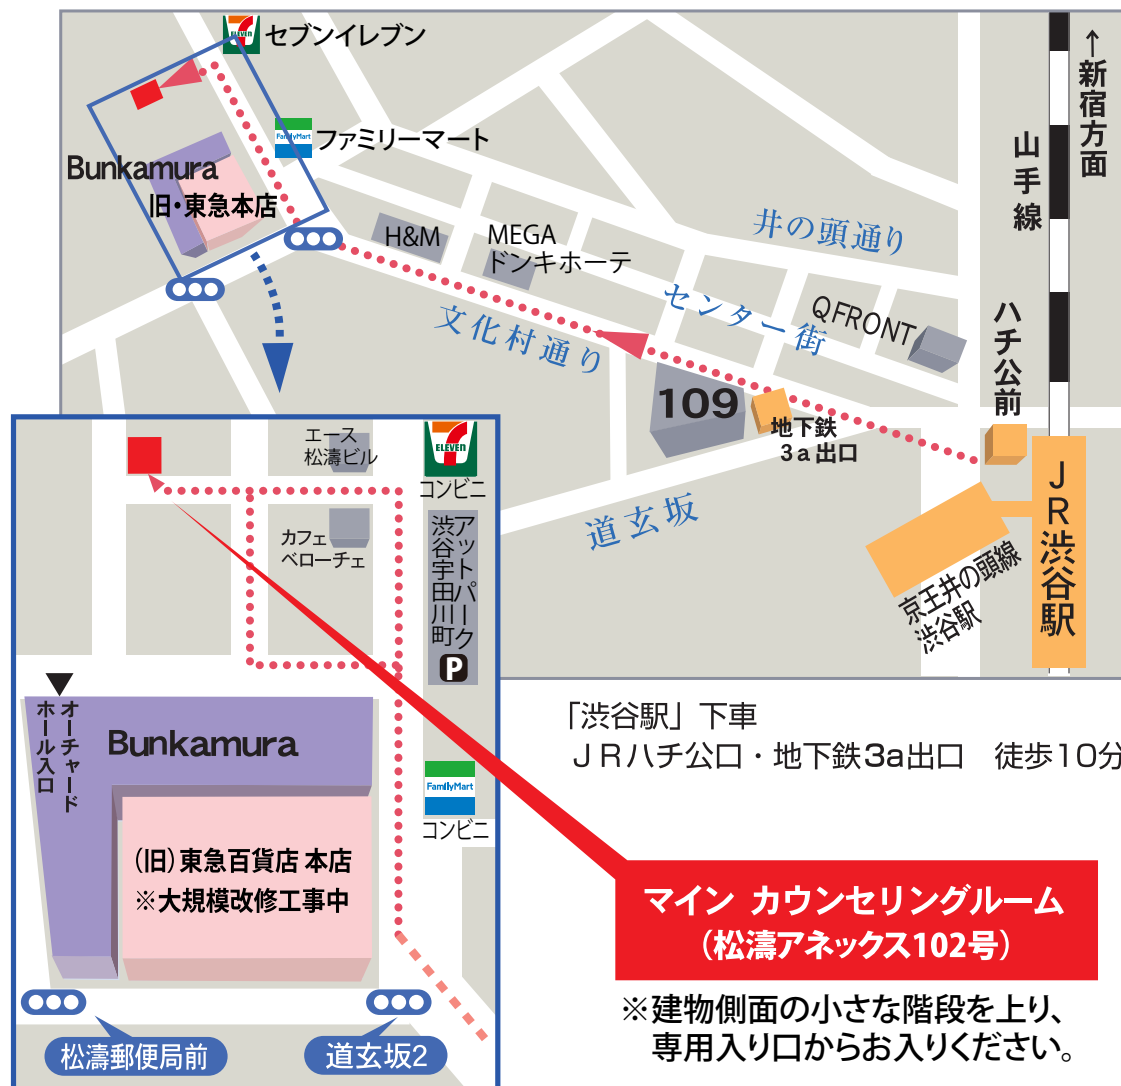 セブンイレブン
ELEVEN
↑新宿方面
山手線
FamilyMart
ファミリーマート
Bunkamura
旧・東急本店
H&M
MEGA
ドンキホーテ
井の頭通り
センター街
QFRONT
文化村通り
ハチ公前
109
地下鉄
3a出口
道玄坂
JR渋谷駅
京王井の頭線
渋谷駅
エース
松濤ビル
ELEVEN
コンビニ
カフェ
ベローチェ
アットパーク
渋谷宇田川町
P
オーチャード
ホール入口
Bunkamura
FamilyMart
コンビニ
(旧)東急百貨店 本店
※大規模改修工事中
松濤郵便局前
道玄坂2
「渋谷駅」下車
JRハチ公口・地下鉄3a出口 徒歩10分
マイン カウンセリングルーム
(松濤アネックス102号)
※建物側面の小さな階段を上り、
専用入り口からお入りください。